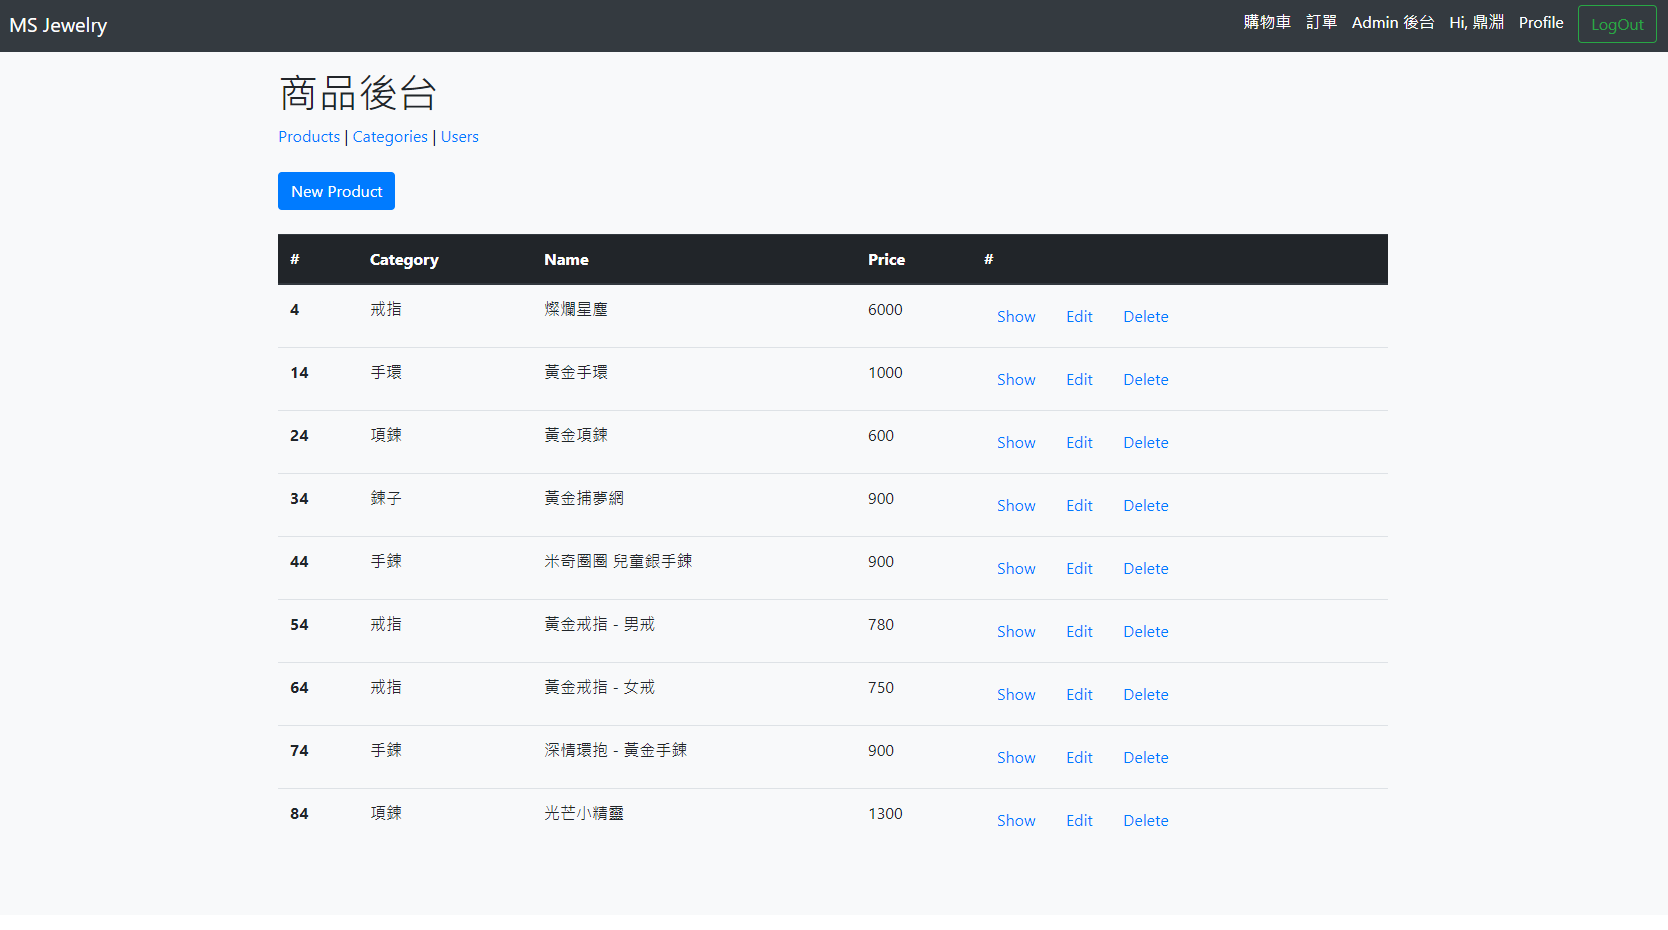 MS Jewelry 購物車 訂單 Admin 後台 Hi, 鼎淵 Profile LogOut
商品後台
Products | Categories | Users
New Product
# Category Name Price #
4 戒指 燦爛星塵 6000 Show Edit Delete
14 手環 黃金手環 1000 Show Edit Delete
24 項鍊 黃金項鍊 600 Show Edit Delete
34 鍊子 黃金捕夢網 900 Show Edit Delete
44 手鍊 米奇圈圈 兒童銀手鍊 900 Show Edit Delete
54 戒指 黃金戒指 - 男戒 780 Show Edit Delete
64 戒指 黃金戒指 - 女戒 750 Show Edit Delete
74 手鍊 深情環抱 - 黃金手鍊 900 Show Edit Delete
84 項鍊 光芒小精靈 1300 Show Edit Delete